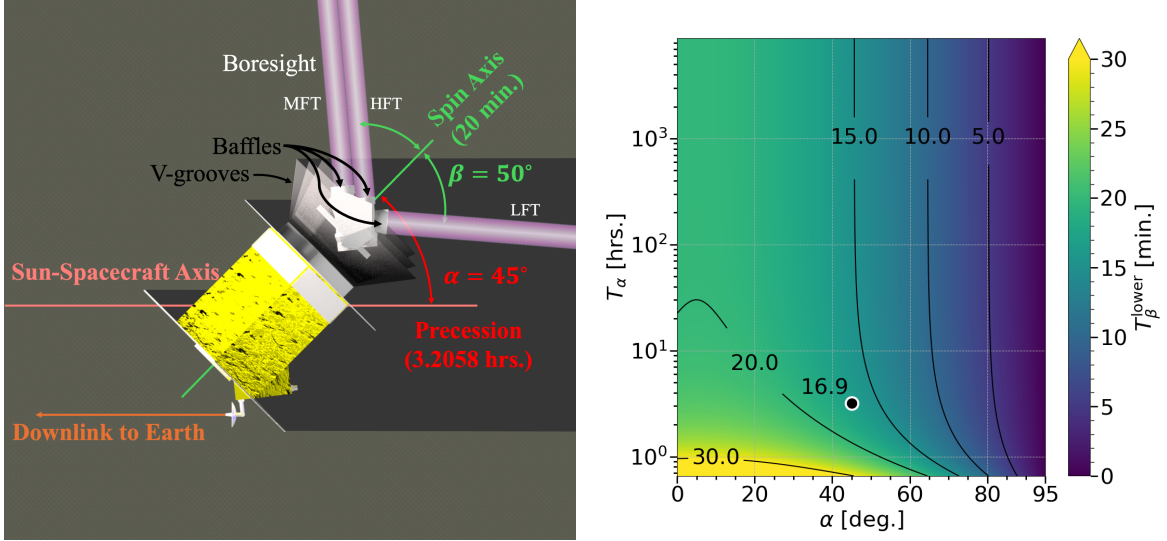 Boresight
MFT
HFT
Spin Axis
(20 min.)
Baffles
V-grooves
β = 50°
LFT
Sun-Spacecraft Axis
α = 45°
Precession
(3.2058 hrs.)
Downlink to Earth
10³
10²
10¹
10⁰
T_α [hrs.]
15.0
10.0
5.0
20.0
16.9
30.0
0
20
40
60
80
95
α [deg.]
30
25
20
15
10
5
0
T_β^lower [min.]